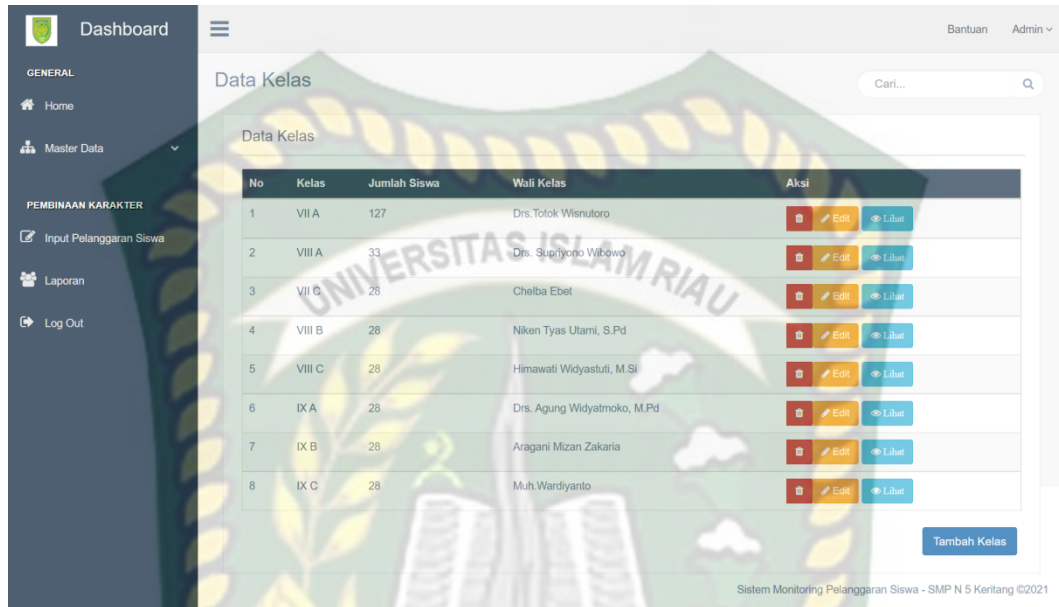 Dashboard
Bantuan Admin
GENERAL
Home
Master Data
PEMBINAAN KARAKTER
Input Pelanggaran Siswa
Laporan
Log Out
Data Kelas
Cari...
Data Kelas
No Kelas Jumlah Siswa Wali Kelas Aksi
1 VII A 127 Drs.Totok Wisnutoro Edit Lihat
2 VIII A 33 Drs. Supriyono Wibowo Edit Lihat
3 VII C 28 Chelba Ebet Edit Lihat
4 VIII B 28 Niken Tyas Utami, S.Pd Edit Lihat
5 VIII C 28 Himawati Widyastuti, M.Si Edit Lihat
6 IX A 28 Drs. Agung Widyatmoko, M.Pd Edit Lihat
7 IX B 28 Aragani Mizan Zakaria Edit Lihat
8 IX C 28 Muh.Wardiyanto Edit Lihat
Tambah Kelas
Sistem Monitoring Pelanggaran Siswa - SMP N 5 Keritang ©2021
UNIVERSITAS ISLAM RIAU